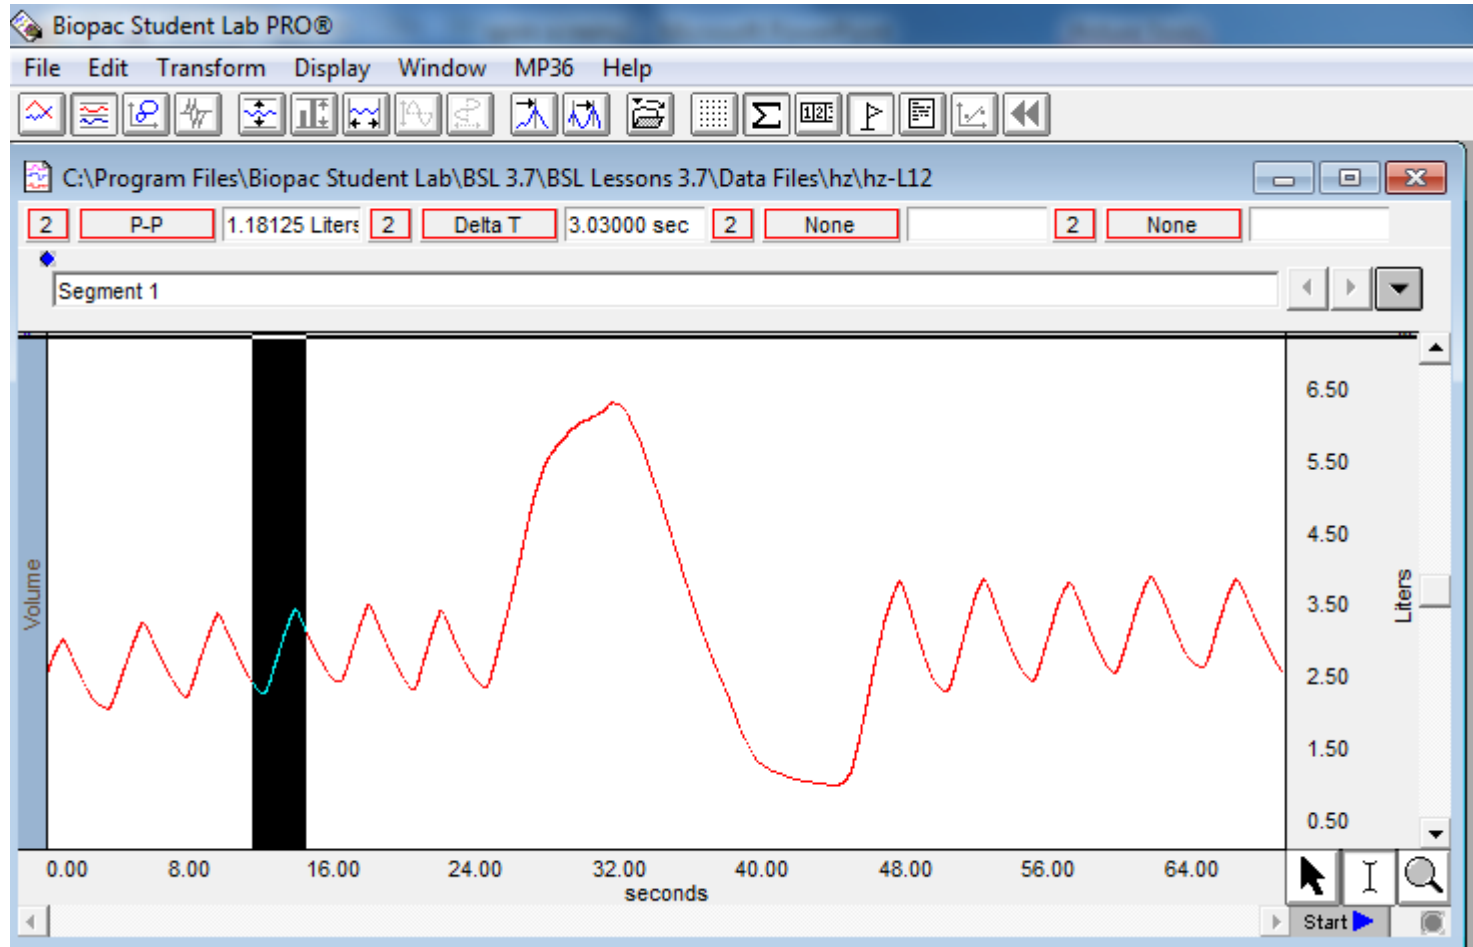 Biopac Student Lab PRO®
File Edit Transform Display Window MP36 Help
C:\Program Files\Biopac Student Lab\BSL 3.7\BSL Lessons 3.7\Data Files\hz\hz-L12
2 P-P 1.18125 Liters 2 Delta T 3.03000 sec 2 None 2 None
Segment 1
6.50
5.50
4.50
3.50
2.50
1.50
0.50
Volume
Liters
0.00 8.00 16.00 24.00 32.00 40.00 48.00 56.00 64.00
seconds
Start